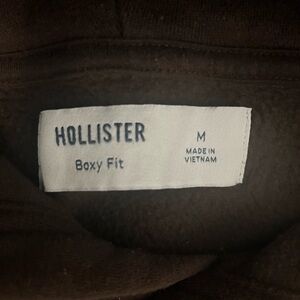 HOLLISTER
Boxy Fit
M
MADE IN
VIETNAM